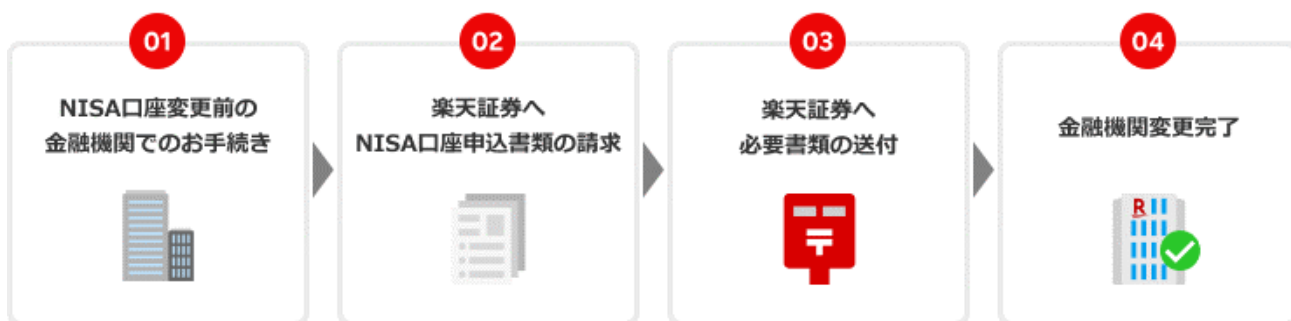 01
NISA口座変更前の
金融機関でのお手続き
02
楽天証券へ
NISA口座申込書類の請求
03
楽天証券へ
必要書類の送付
〒
04
金融機関変更完了
R